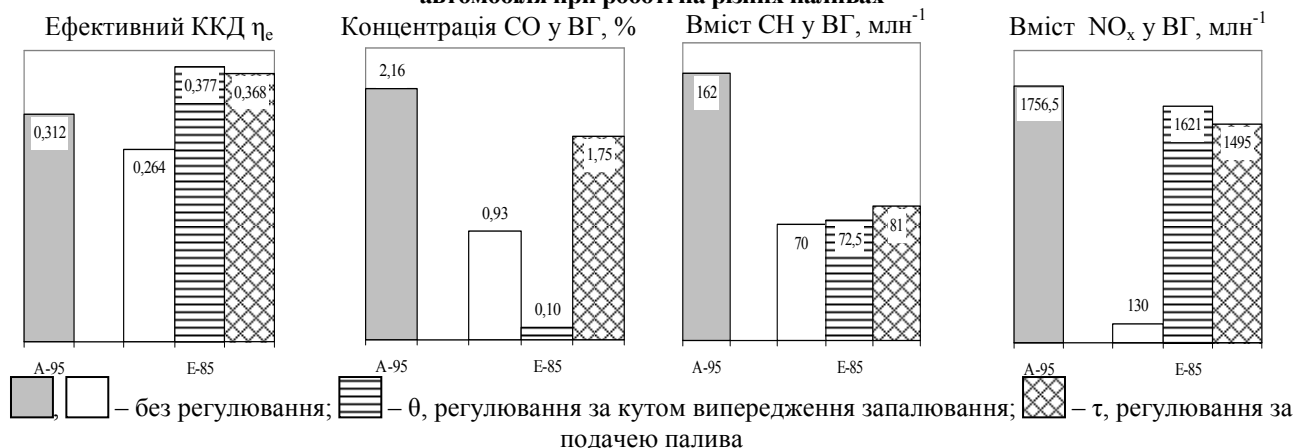 автомобіля при роботі на різних паливах
Ефективний ККД ηe
Концентрація CO у ВГ, %
Вміст CH у ВГ, млн-1
Вміст NOx у ВГ, млн-1
0,312
0,264
0,377
0,368
А-95
Е-85
2,16
0,93
0,10
1,75
А-95
Е-85
162
70
72,5
81
А-95
Е-85
1756,5
130
1621
1495
А-95
Е-85
, – без регулювання; – θ, регулювання за кутом випередження запалювання; – τ, регулювання за
подачею палива